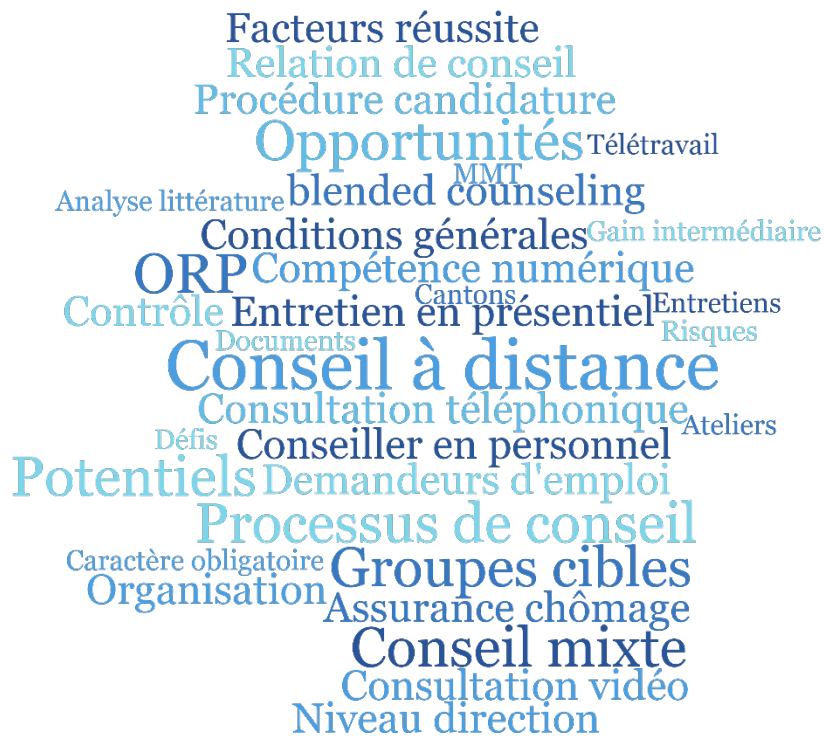 Facteurs réussite
Relation de conseil
Procédure candidature
Opportunités
Télétravail
MMT
Analyse littérature
blended counseling
Conditions générales
Gain intermédiaire
ORP
Compétence numérique
Cantons
Contrôle
Entretien en présentiel
Entretiens
Documents
Risques
Conseil à distance
Consultation téléphonique
Ateliers
Défis
Conseiller en personnel
Potentiels
Demandeurs d'emploi
Processus de conseil
Caractère obligatoire
Groupes cibles
Organisation
Assurance chômage
Conseil mixte
Consultation vidéo
Niveau direction